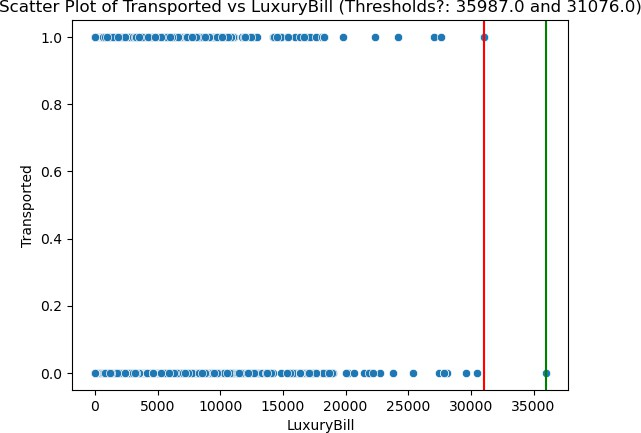 Scatter Plot of Transported vs LuxuryBill (Thresholds?: 35987.0 and 31076.0)
1.0
0.8
0.6
0.4
0.2
0.0
Transported
0 5000 10000 15000 20000 25000 30000 35000
LuxuryBill